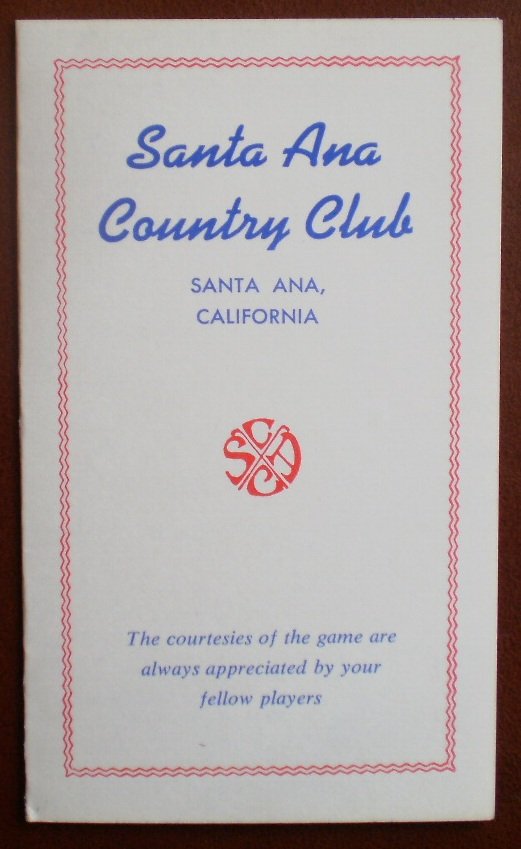 Santa Ana
Country Club
SANTA ANA,
CALIFORNIA
The courtesies of the game are
always appreciated by your
fellow players